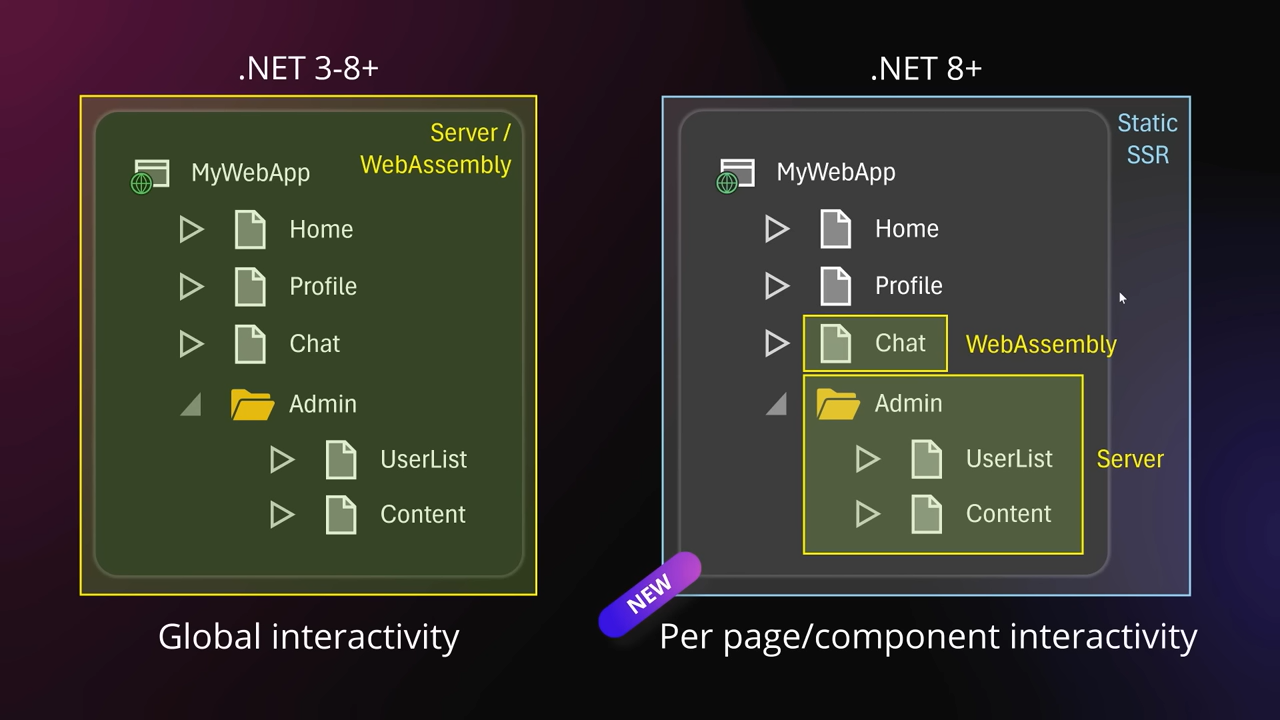 .NET 3-8+
Server /
WebAssembly
MyWebApp
Home
Profile
Chat
Admin
UserList
Content
Global interactivity
.NET 8+
Static
SSR
MyWebApp
Home
Profile
Chat
WebAssembly
Admin
UserList
Server
Content
NEW
Per page/component interactivity